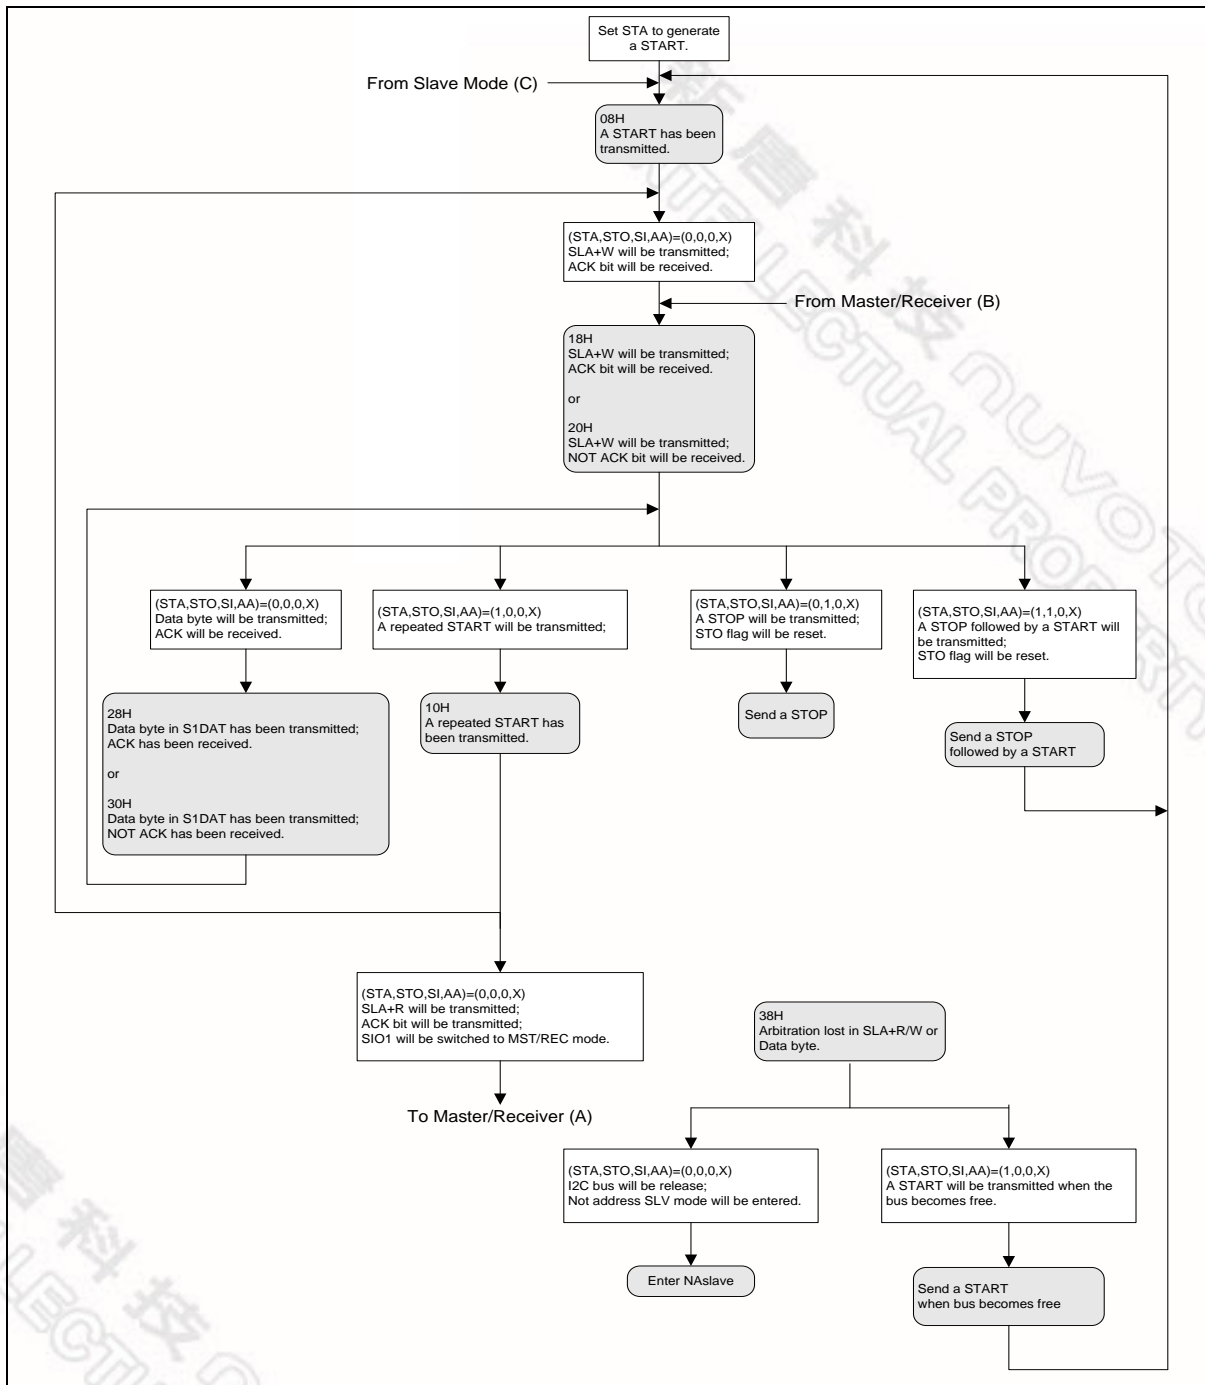 Set STA to generate
a START.
From Slave Mode (C)
08H
A START has been
transmitted.
(STA,STO,SI,AA)=(0,0,0,X)
SLA+W will be transmitted;
ACK bit will be received.
From Master/Receiver (B)
18H
SLA+W will be transmitted;
ACK bit will be received.
or
20H
SLA+W will be transmitted;
NOT ACK bit will be received.
(STA,STO,SI,AA)=(0,0,0,X)
Data byte will be transmitted;
ACK will be received.
(STA,STO,SI,AA)=(1,0,0,X)
A repeated START will be transmitted;
(STA,STO,SI,AA)=(0,1,0,X)
A STOP will be transmitted;
STO flag will be reset.
(STA,STO,SI,AA)=(1,1,0,X)
A STOP followed by a START will
be transmitted;
STO flag will be reset.
28H
Data byte in S1DAT has been transmitted;
ACK has been received.
or
30H
Data byte in S1DAT has been transmitted;
NOT ACK has been received.
10H
A repeated START has
been transmitted.
Send a STOP
Send a STOP
followed by a START
(STA,STO,SI,AA)=(0,0,0,X)
SLA+R will be transmitted;
ACK bit will be transmitted;
SIO1 will be switched to MST/REC mode.
To Master/Receiver (A)
38H
Arbitration lost in SLA+R/W or
Data byte.
(STA,STO,SI,AA)=(0,0,0,X)
I2C bus will be release;
Not address SLV mode will be entered.
(STA,STO,SI,AA)=(1,0,0,X)
A START will be transmitted when the
bus becomes free.
Enter NAslave
Send a START
when bus becomes free
新唐科技 nuvoTo
INTELLECTUAL PROPERTY
唐科技 n
LLECTUAL